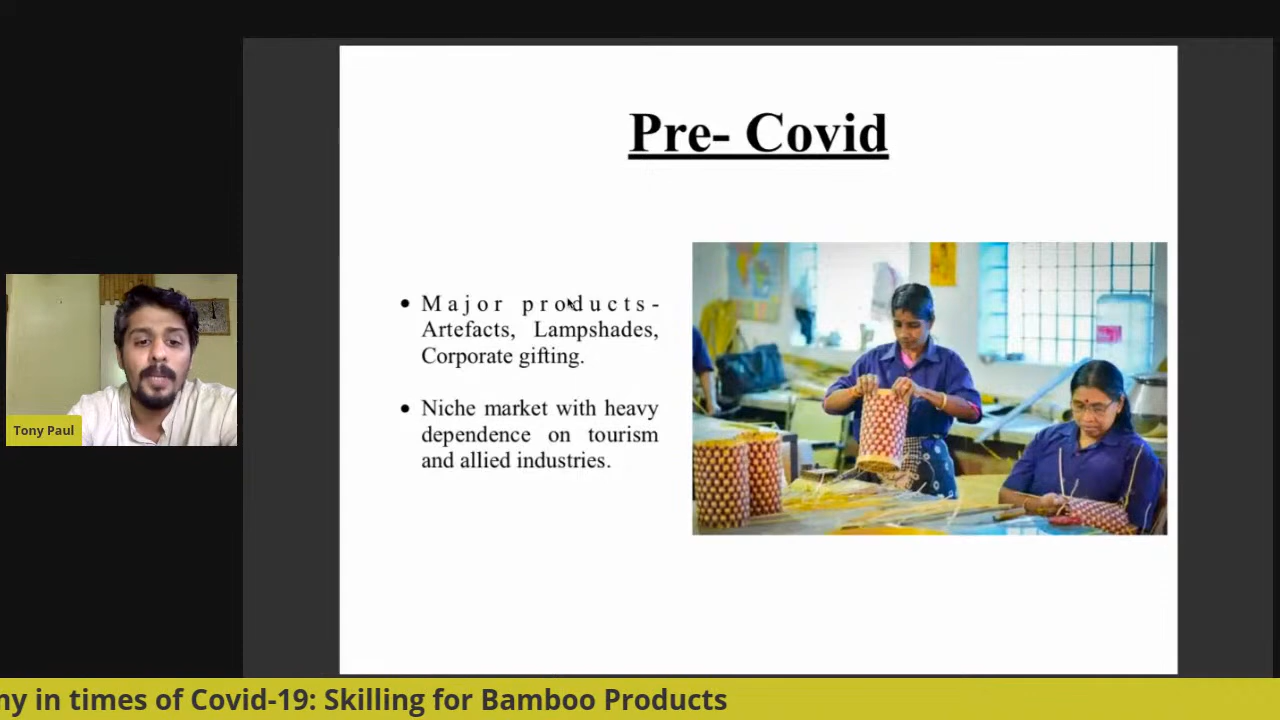 Pre- Covid
Major products-
Artefacts, Lampshades,
Corporate gifting.
Niche market with heavy
dependence on tourism
and allied industries.
Tony Paul
my in times of Covid-19: Skilling for Bamboo Products